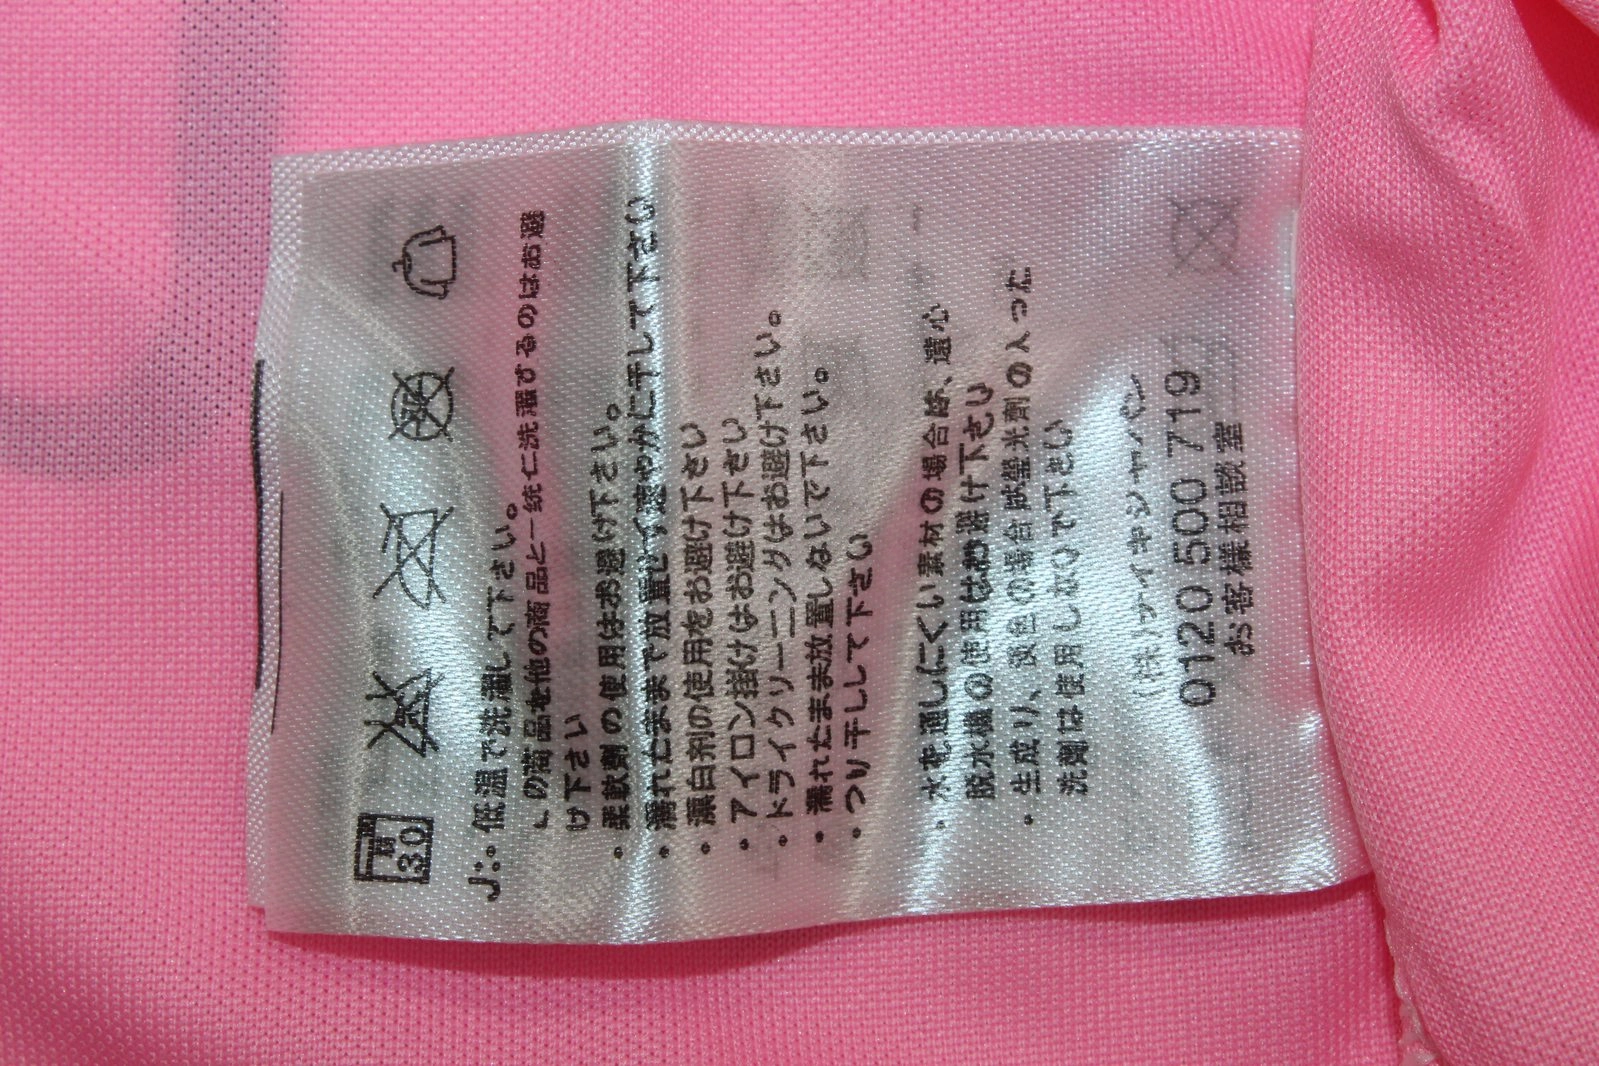 30
J:・低温で洗濯して下さい。
しの商品を他の商品と一緒に洗濯するのはお避
け下さい
・柔軟剤の使用はお避け下さい。
・濡れたままで放置しイ速やかに干して下さい
・漂白剤の使用をお避け下さい
・アイロン掛けはお避け下さい
・ドライクリーニングはお避け下さい。
・濡れたまま放置しないで下さい。
・つり干しして下さい
・水を通しにくい素材の場合は、遠心
脱水機の使用はお避け下さい
・生成り、淡色の場合は蛍光剤の入った
洗剤は使用しないで下さい
0120 500 719
お客様相談室